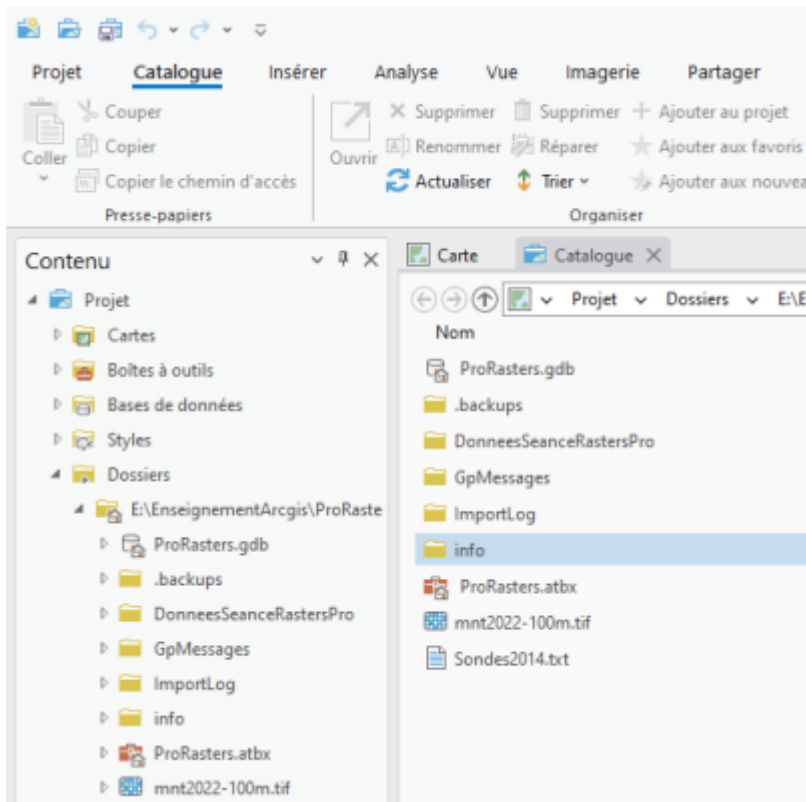 Projet Catalogue Insérer Analyse Vue Imagerie Partager
Couper
Copier
Copier le chemin d'accès
Coller
Presse-papiers
Ouvrir
Supprimer Supprimer Ajouter au projet
Renommer Réparer Ajouter aux favoris
Actualiser Trier Ajouter aux nouvea
Organiser
Contenu
Projet
Cartes
Boîtes à outils
Bases de données
Styles
Dossiers
E:\EnseignementArcgis\ProRaste
ProRasters.gdb
.backups
DonneesSeanceRastersPro
GpMessages
ImportLog
info
ProRasters.atbx
mnt2022-100m.tif
Carte Catalogue
Projet Dossiers E:\E
Nom
ProRasters.gdb
.backups
DonneesSeanceRastersPro
GpMessages
ImportLog
info
ProRasters.atbx
mnt2022-100m.tif
Sondes2014.txt